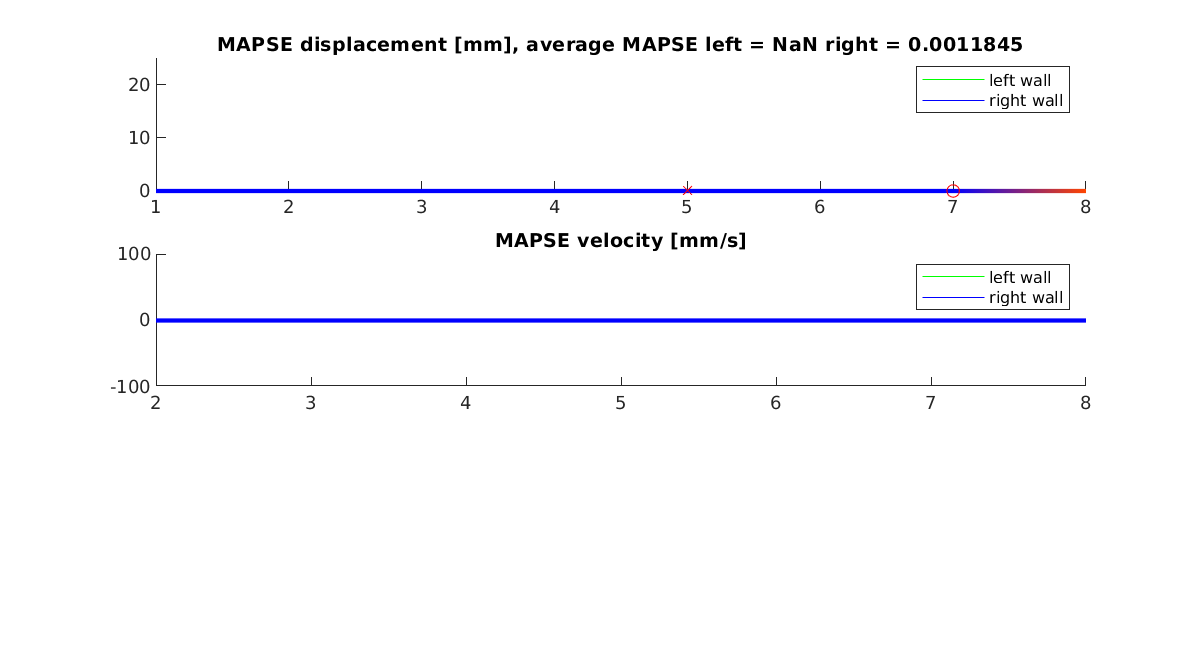 MAPSE displacement [mm], average MAPSE left = NaN right = 0.0011845
20
10
0
left wall
right wall
1 2 3 4 5 6 7 8
MAPSE velocity [mm/s]
100
0
-100
left wall
right wall
2 3 4 5 6 7 8